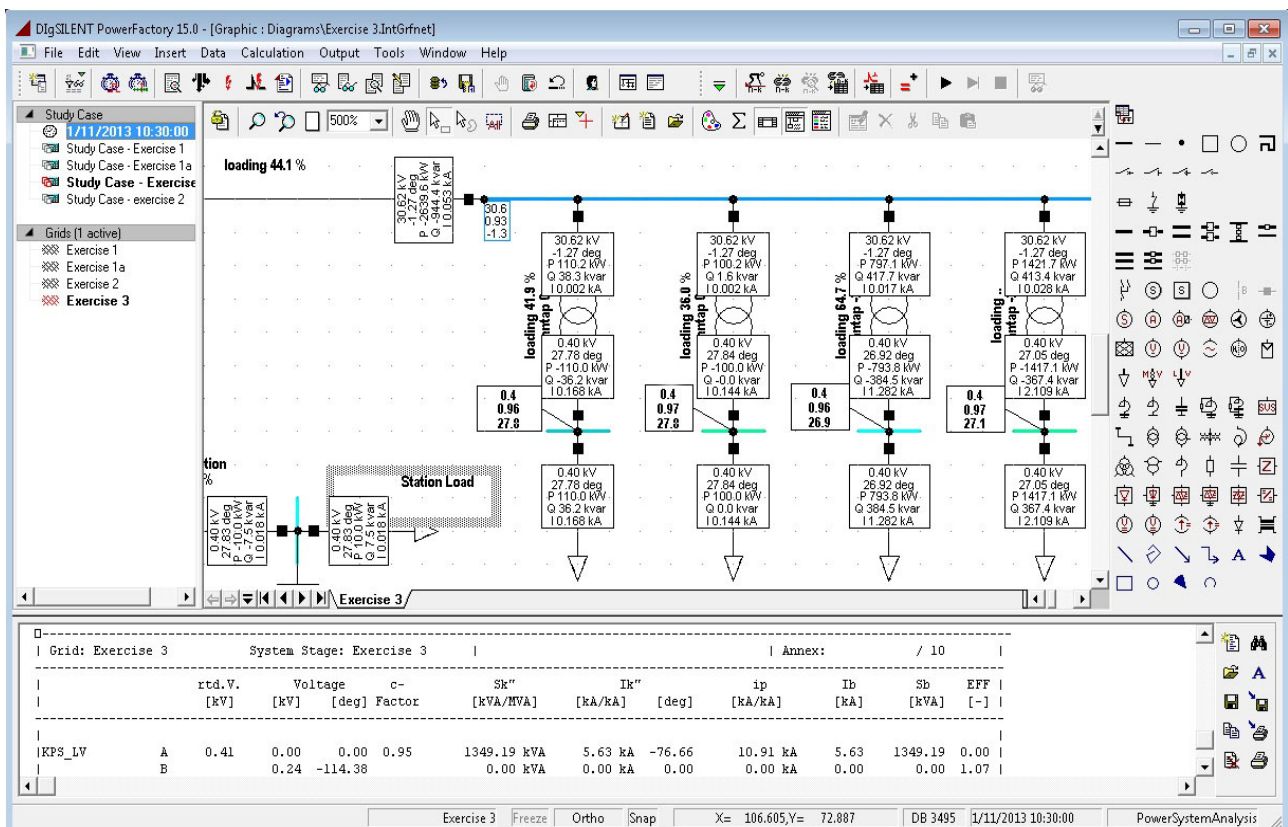 DIgSILENT PowerFactory 15.0 - [Graphic : Diagrams\Exercise 3.IntGrfnet]
File Edit View Insert Data Calculation Output Tools Window Help
Study Case
1/11/2013 10:30:00
Study Case - Exercise 1
Study Case - Exercise 1a
Study Case - Exercise
Study Case - exercise 2
Grids (1 active)
Exercise 1
Exercise 1a
Exercise 2
Exercise 3
500%
loading 44.1 %
30.62 kV
-1.27 deg
P -2639.6 kW
Q -944.4 kvar
I 0.053 kA
30.6
0.93
-1.3
30.62 kV
-1.27 deg
P 110.2 kW
Q 38.3 kvar
I 0.002 kA
30.62 kV
-1.27 deg
P 100.2 kW
Q 1.6 kvar
I 0.002 kA
30.62 kV
-1.27 deg
P 797.1 kW
Q 417.7 kvar
I 0.017 kA
30.62 kV
-1.27 deg
P 1421.7 kW
Q 413.4 kvar
I 0.028 kA
loading 41.9 %
loading 36.0 %
loading 64.7 %
loading ..
0.40 kV
27.78 deg
P -110.0 kW
Q -36.2 kvar
I 0.168 kA
0.40 kV
27.84 deg
P -100.0 kW
Q -0.0 kvar
I 0.144 kA
0.40 kV
26.92 deg
P -793.8 kW
Q -384.5 kvar
I 1.282 kA
0.40 kV
27.05 deg
P -1417.1 kW
Q -367.4 kvar
I 2.109 kA
0.4
0.96
27.8
0.4
0.97
27.8
0.4
0.96
26.9
0.4
0.97
27.1
0.40 kV
27.78 deg
P 110.0 kW
Q 36.2 kvar
I 0.168 kA
0.40 kV
27.84 deg
P 100.0 kW
Q 0.0 kvar
I 0.144 kA
0.40 kV
26.92 deg
P 793.8 kW
Q 384.5 kvar
I 1.282 kA
0.40 kV
27.05 deg
P 1417.1 kW
Q 367.4 kvar
I 2.109 kA
tion
%
Station Load
0.40 kV
27.83 deg
P -10.0 kW
Q -7.5 kvar
I 0.018 kA
0.40 kV
27.83 deg
P 10.0 kW
Q 7.5 kvar
I 0.018 kA
Exercise 3
Grid: Exercise 3 System Stage: Exercise 3 | | Annex: / 10 |
rtd.V. Voltage c- Sk" Ik" ip Ib Sb EFF |
[kV] [kV] [deg] Factor [kVA/MVA] [kA/kA] [deg] [kA/kA] [kA] [kVA] [-] |
|KPS_LV A 0.41 0.00 0.00 0.95 1349.19 kVA 5.63 kA -76.66 10.91 kA 5.63 1349.19 0.00 |
| B 0.24 -114.38 0.00 kVA 0.00 kA 0.00 0.00 kA 0.00 0.00 1.07 |
Exercise 3 Freeze Ortho Snap X= 106.605,Y= 72.887 DB 3495 1/11/2013 10:30:00 PowerSystemAnalysis